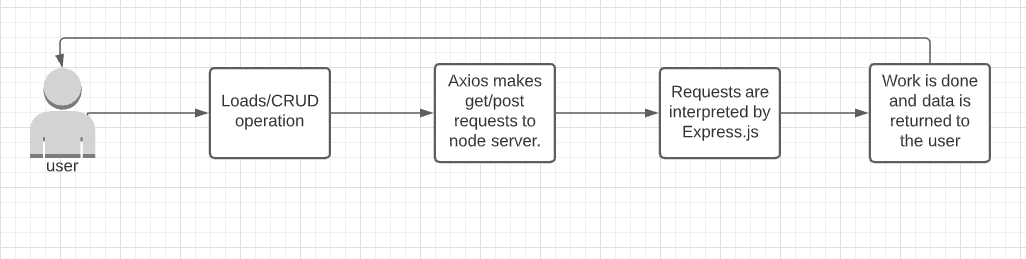 user
Loads/CRUD
operation
Axios makes
get/post
requests to
node server.
Requests are
interpreted by
Express.js
Work is done
and data is
returned to
the user